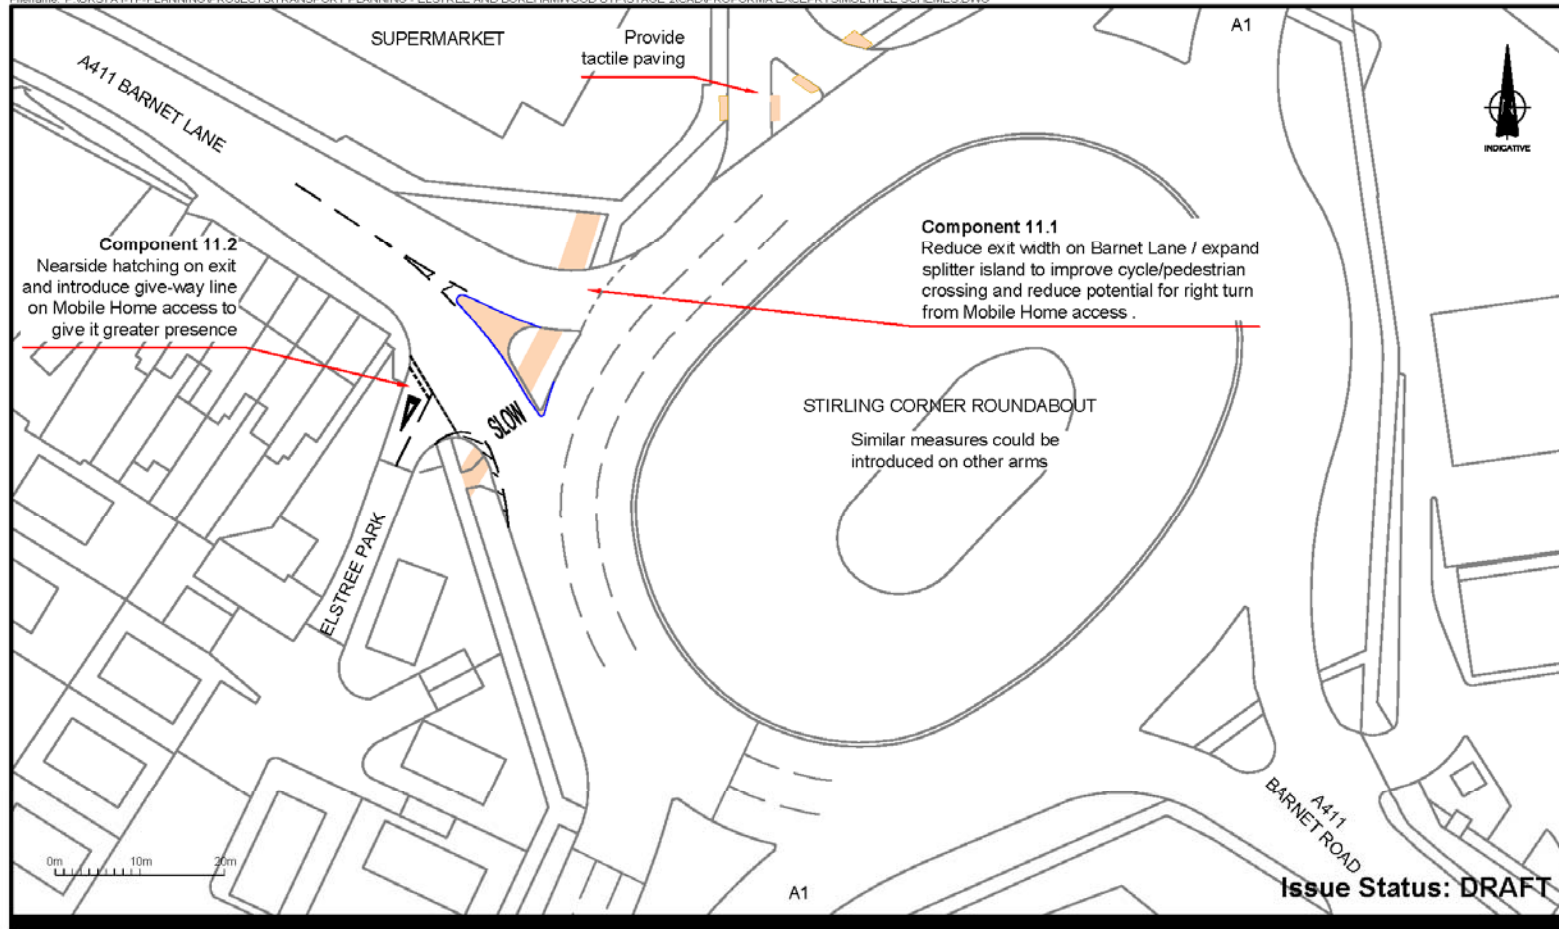 SUPERMARKET
Provide
tactile paving
A1
A411 BARNET LANE
INDICATIVE
Component 11.2
Nearside hatching on exit
and introduce give-way line
on Mobile Home access to
give it greater presence
Component 11.1
Reduce exit width on Barnet Lane / expand
splitter island to improve cycle/pedestrian
crossing and reduce potential for right turn
from Mobile Home access .
SLOW
STIRLING CORNER ROUNDABOUT
Similar measures could be
introduced on other arms
ELSTREE PARK
A411
BARNET ROAD
0m 10m 20m
A1
Issue Status: DRAFT